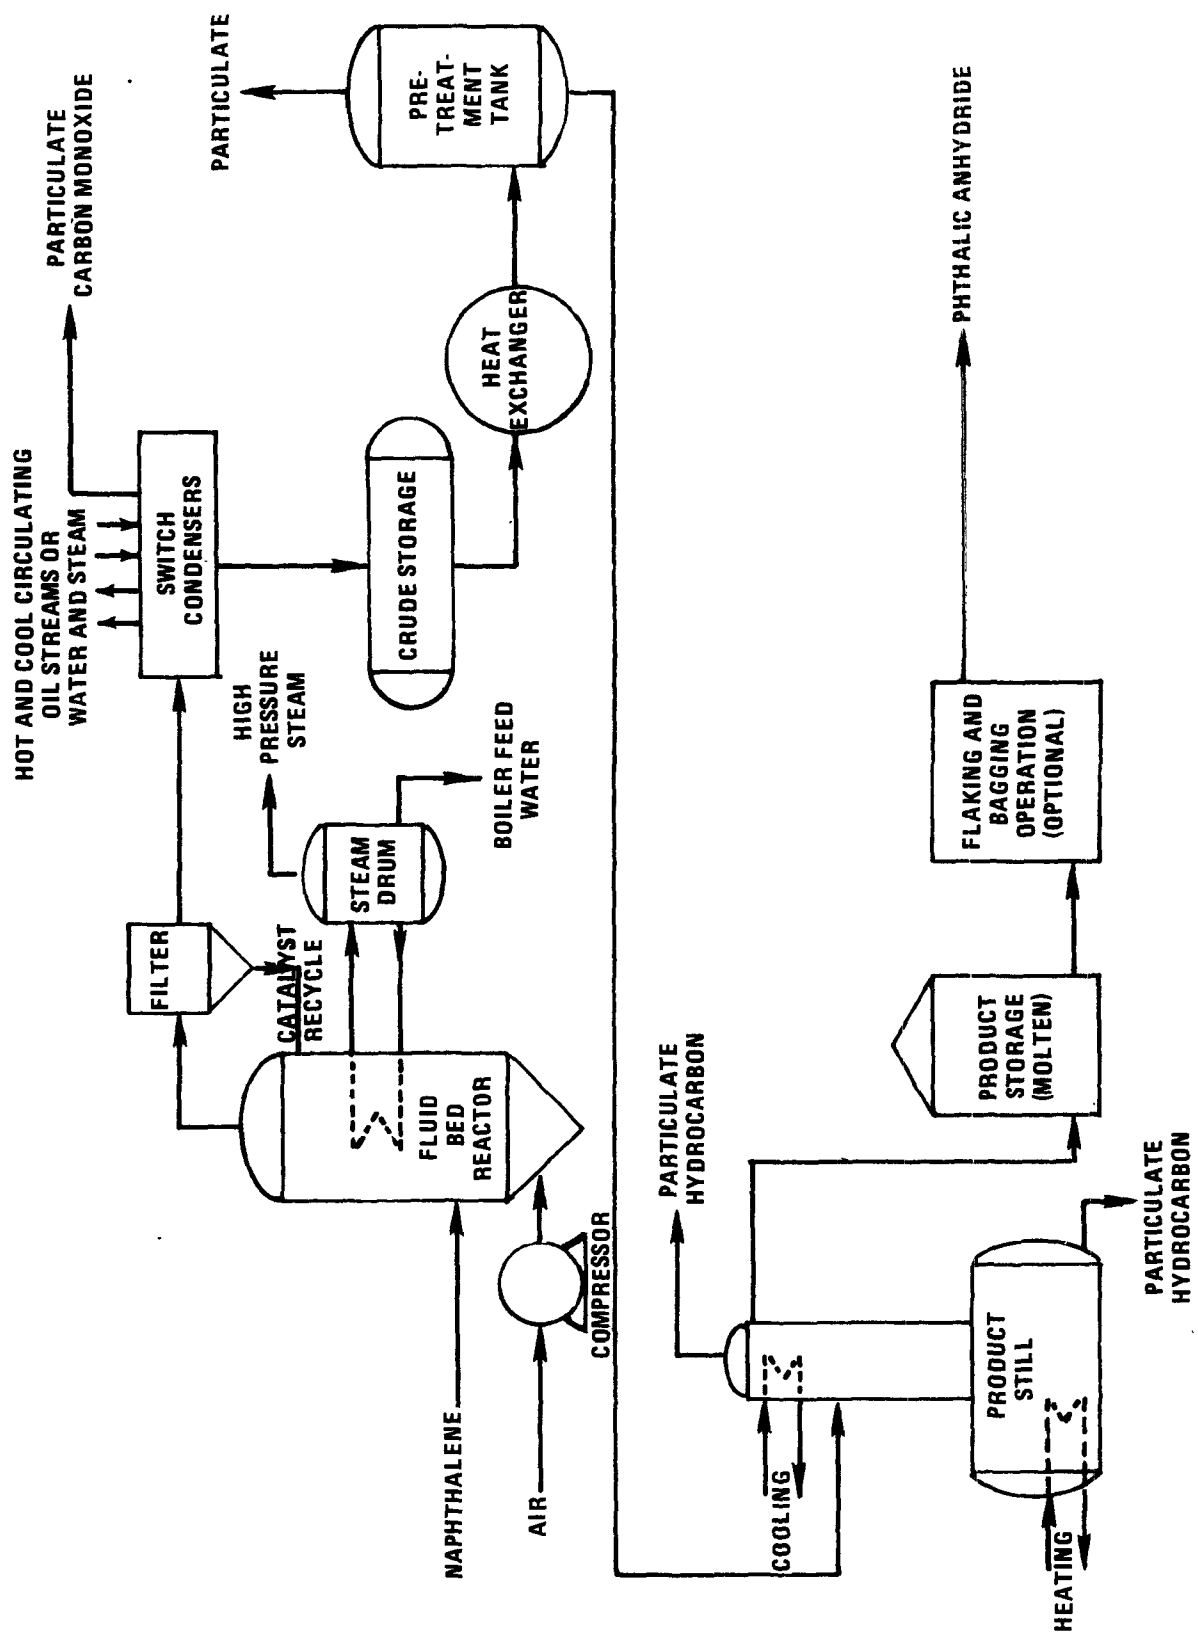 HOT AND COOL CIRCULATING
OIL STREAMS OR
WATER AND STEAM
PARTICULATE
CARBON MONOXIDE
PARTICULATE
FILTER
SWITCH
CONDENSERS
HIGH
PRESSURE
STEAM
CATALYST
RECYCLE
STEAM
DRUM
CRUDE STORAGE
PRE-
TREAT-
MENT
TANK
FLUID
BED
REACTOR
BOILER FEED
WATER
HEAT
EXCHANGER
NAPHTHALENE
AIR
COMPRESSOR
PARTICULATE
HYDROCARBON
COOLING
PRODUCT
STILL
HEATING
PARTICULATE
HYDROCARBON
PRODUCT
STORAGE
(MOLTEN)
FLAKING AND
BAGGING
OPERATION
(OPTIONAL)
PHTHALIC ANHYDRIDE